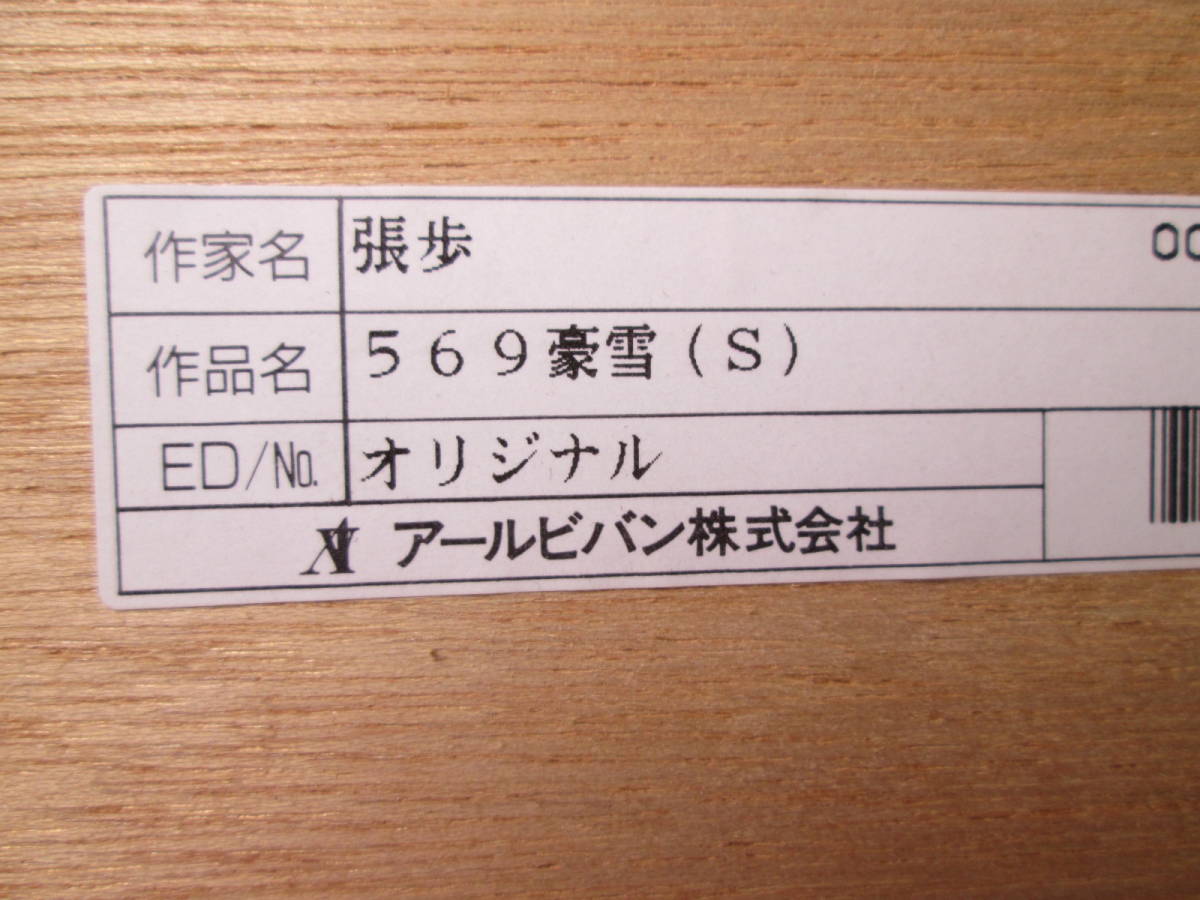 作家名 張歩 00
作品名 569豪雪(S)
ED/No. オリジナル
アールビバン株式会社